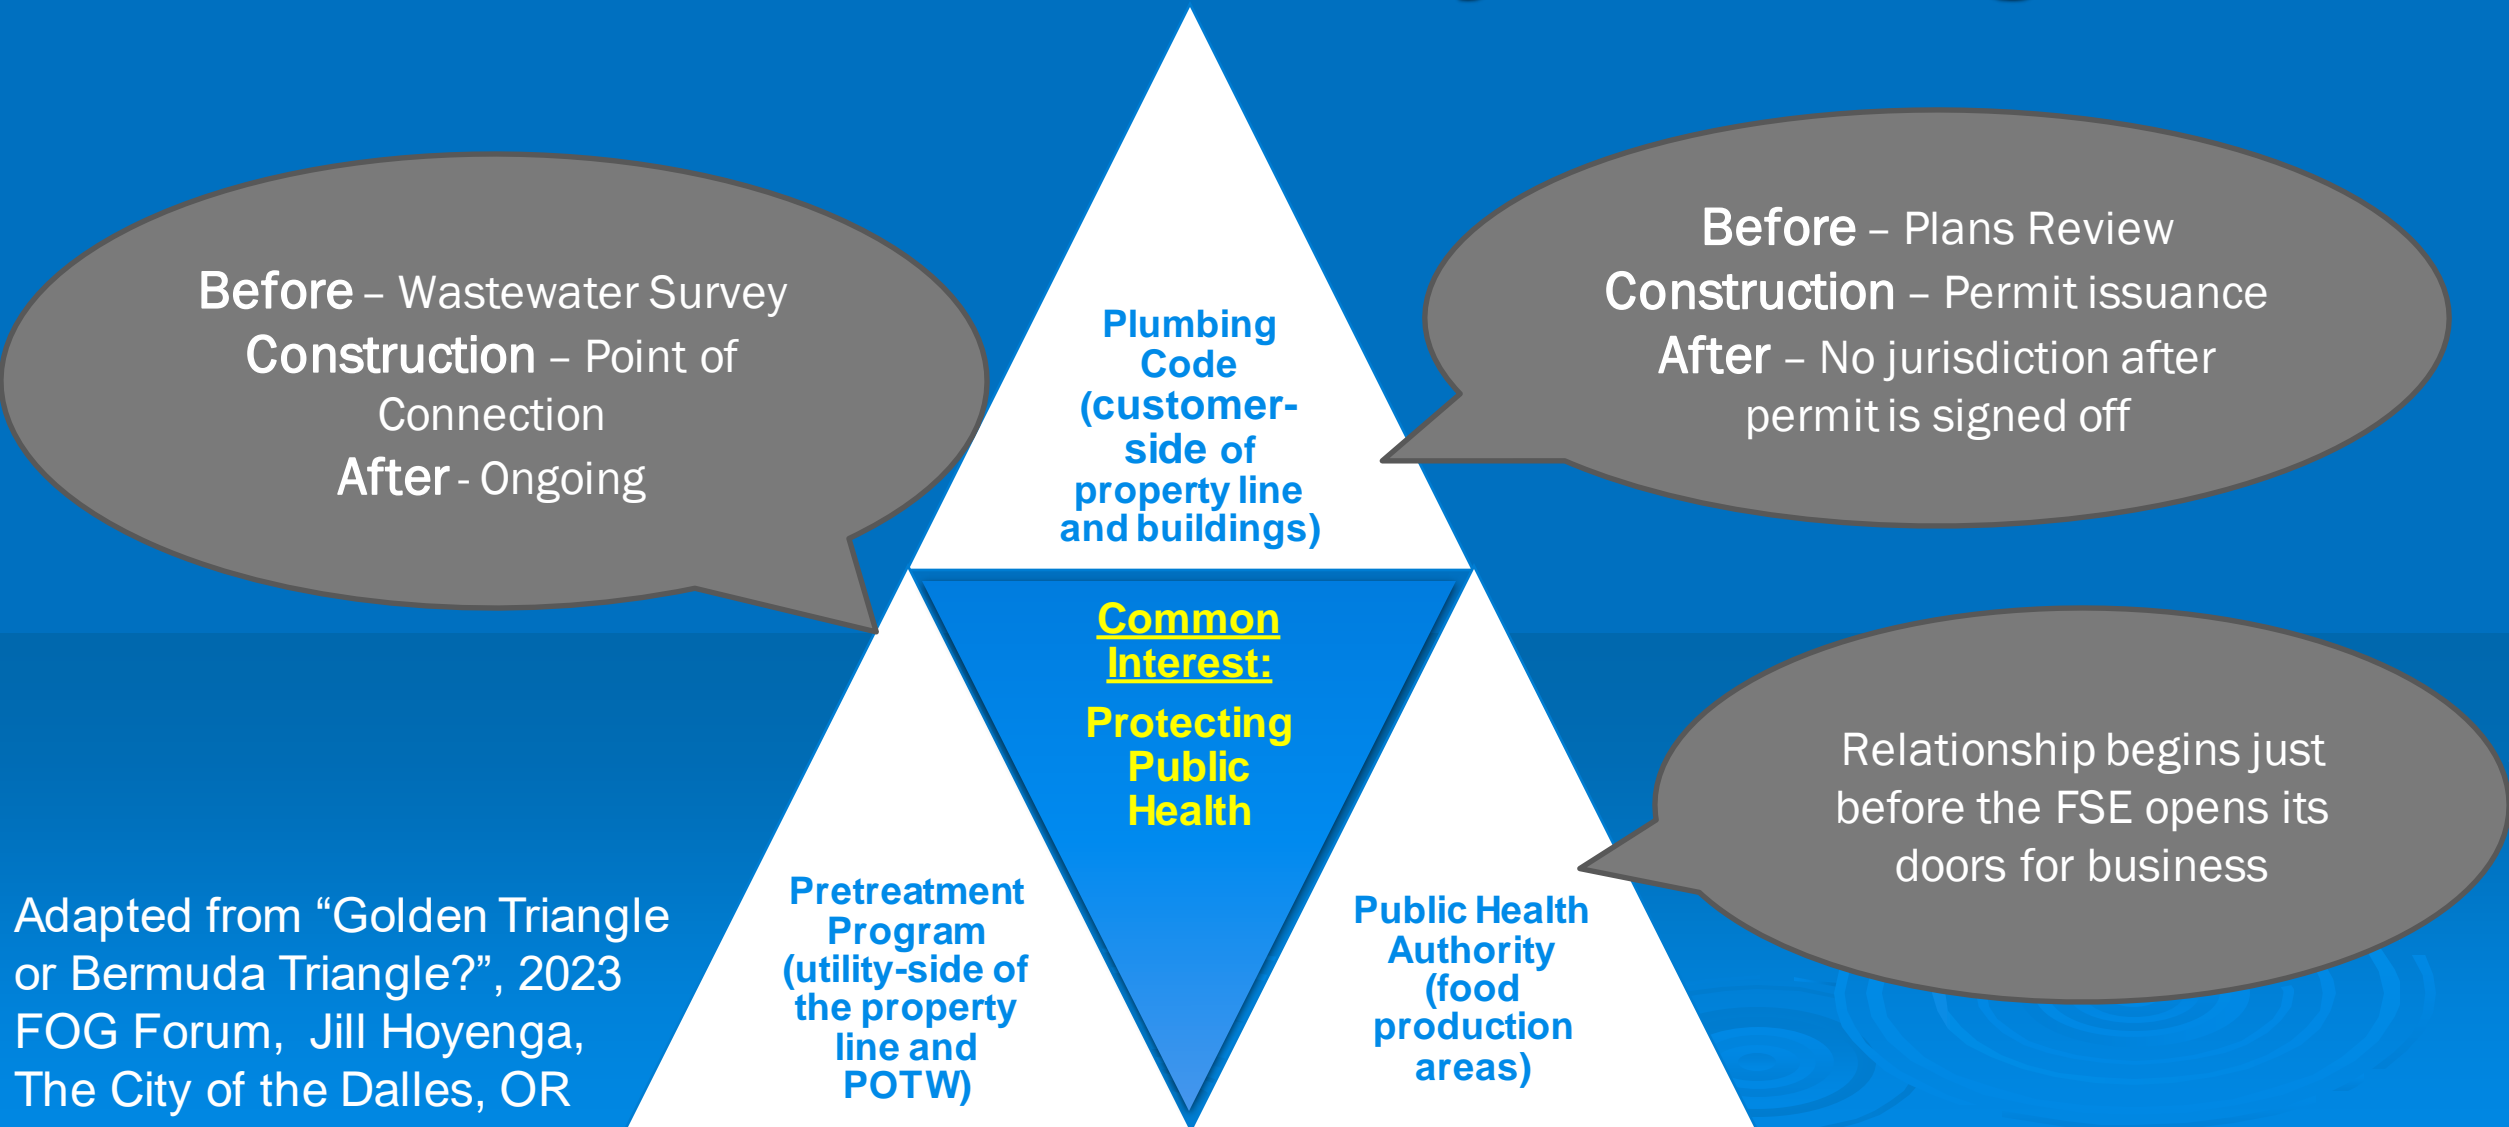 Before – Wastewater Survey
Construction – Point of
Connection
After - Ongoing
Plumbing
Code
(customer-
side of
property line
and buildings)
Before – Plans Review
Construction – Permit issuance
After – No jurisdiction after
permit is signed off
Common
Interest:
Protecting
Public
Health
Pretreatment
Program
(utility-side of
the property
line and
POTW)
Public Health
Authority
(food
production
areas)
Relationship begins just
before the FSE opens its
doors for business
Adapted from “Golden Triangle
or Bermuda Triangle?”, 2023
FOG Forum, Jill Hoyenga,
The City of the Dalles, OR